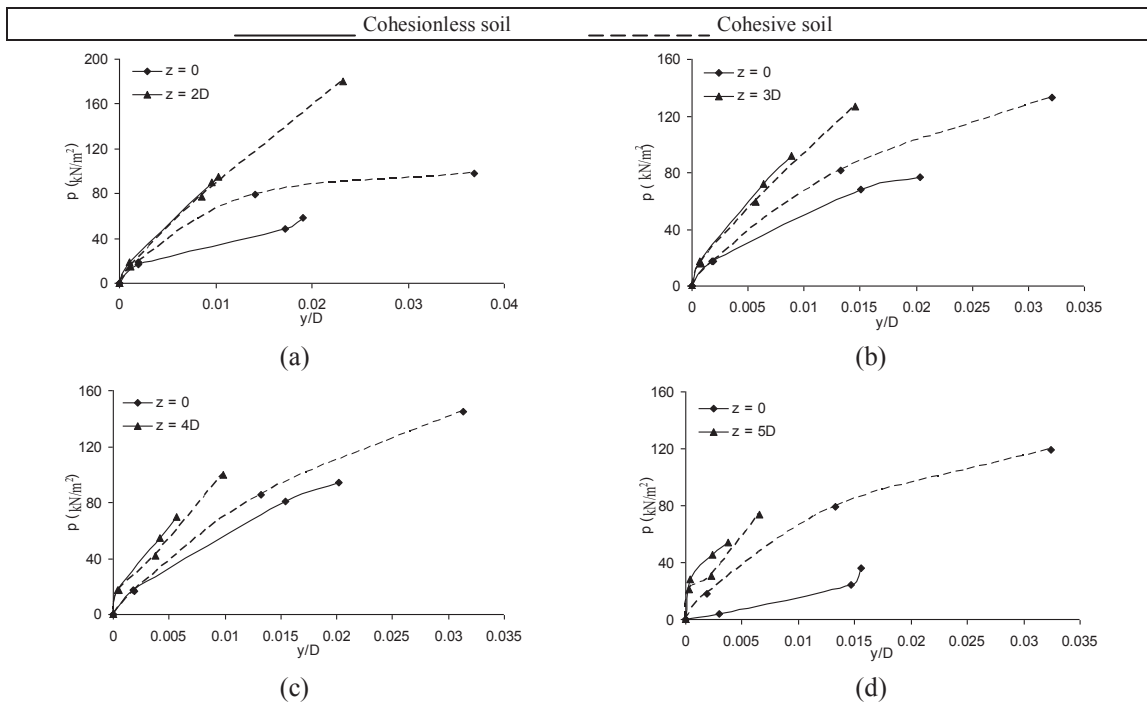 Cohesionless soil Cohesive soil
z = 0
z = 2D
p (kN/m²)
200
160
120
80
40
0
0 0.01 0.02 0.03 0.04
y/D
(a)
z = 0
z = 3D
p ( kN/m²)
160
120
80
40
0
0 0.005 0.01 0.015 0.02 0.025 0.03 0.035
y/D
(b)
z = 0
z = 4D
p (kN/m²)
160
120
80
40
0
0 0.005 0.01 0.015 0.02 0.025 0.03 0.035
y/D
(c)
z = 0
z = 5D
p (kN/m²)
160
120
80
40
0
0 0.005 0.01 0.015 0.02 0.025 0.03 0.035
y/D
(d)